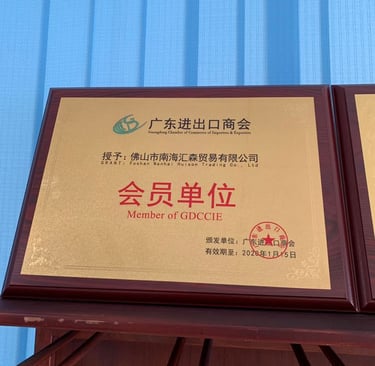 广东进出口商会
Guangdong Chamber of Commerce of Importers & Exporters
授予：佛山市南海汇森贸易有限公司
GRANT: Foshan Nanhai Huison Trading Co., Ltd
会员单位
Member of GDCCIE
颁发单位：广东进出口商会
有效期至：2020年1月15日